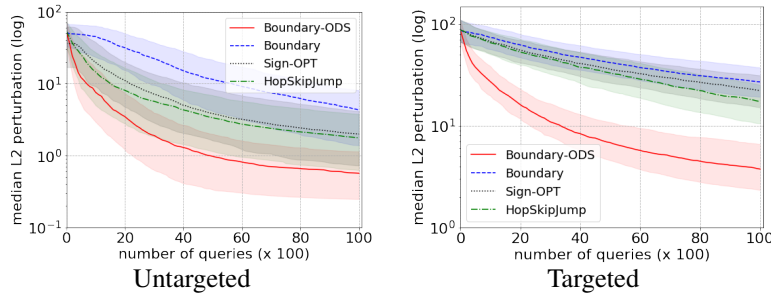 10²
10¹
10⁰
10⁻¹
median L2 perturbation (log)
Boundary-ODS
Boundary
Sign-OPT
HopSkipJump
0 20 40 60 80 100
number of queries (x 100)
Untargeted
10²
10¹
10⁰
median L2 perturbation (log)
Boundary-ODS
Boundary
Sign-OPT
HopSkipJump
0 20 40 60 80 100
number of queries (x 100)
Targeted